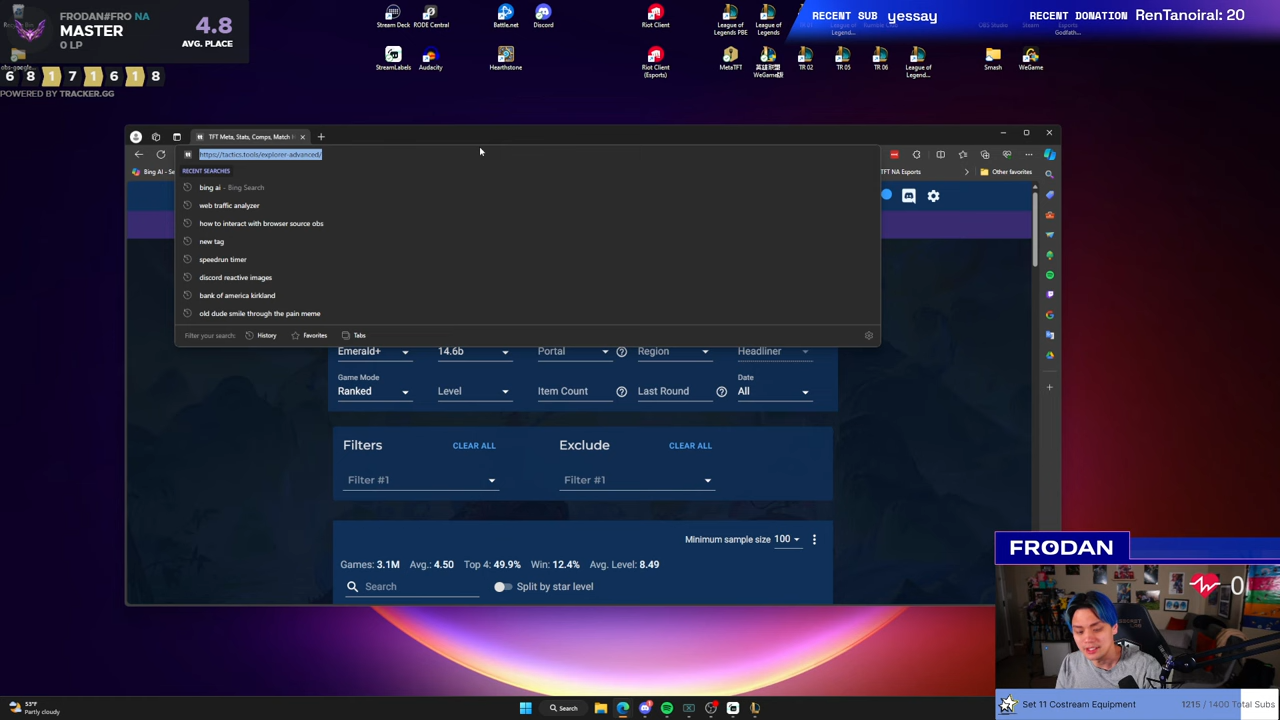 FRODAN#FRO NA
MASTER
0 LP
4.8
AVG. PLACE
6 8 1 7 1 6 1 8
POWERED BY TRACKER.GG
Stream Deck
RODE Central
Battle.net
Discord
Riot Client
League of Legends PBE
League of Legends
StreamLabels
Audacity
Hearthstone
Riot Client (Esports)
MetaTFT
TR 02
TR 05
TR 06
League of Legend...
Smash
WeGame
RECENT SUB yessay
RECENT DONATION RenTanoiral: 20
TFT Meta, Stats, Comps, Match H
https://tactics.tools/explorer-advanced/
Bing AI - Se
TFT NA Esports
Other favorites
RECENT SEARCHES
bing ai - Bing Search
web traffic analyzer
how to interact with browser source obs
new tag
speedrun timer
discord reactive images
bank of america kirkland
old dude smile through the pain meme
Filter your search:
History
Favorites
Tabs
Emerald+
14.6b
Portal
Region
Headliner
Game Mode
Date
Ranked
Level
Item Count
Last Round
All
Filters
CLEAR ALL
Exclude
CLEAR ALL
Filter #1
Filter #1
Minimum sample size 100
Games: 3.1M Avg.: 4.50 Top 4: 49.9% Win: 12.4% Avg. Level: 8.49
Search
Split by star level
FRODAN
0
Set 11 Costream Equipment
1215 / 1400 Total Subs
53°F
Partly cloudy
Search